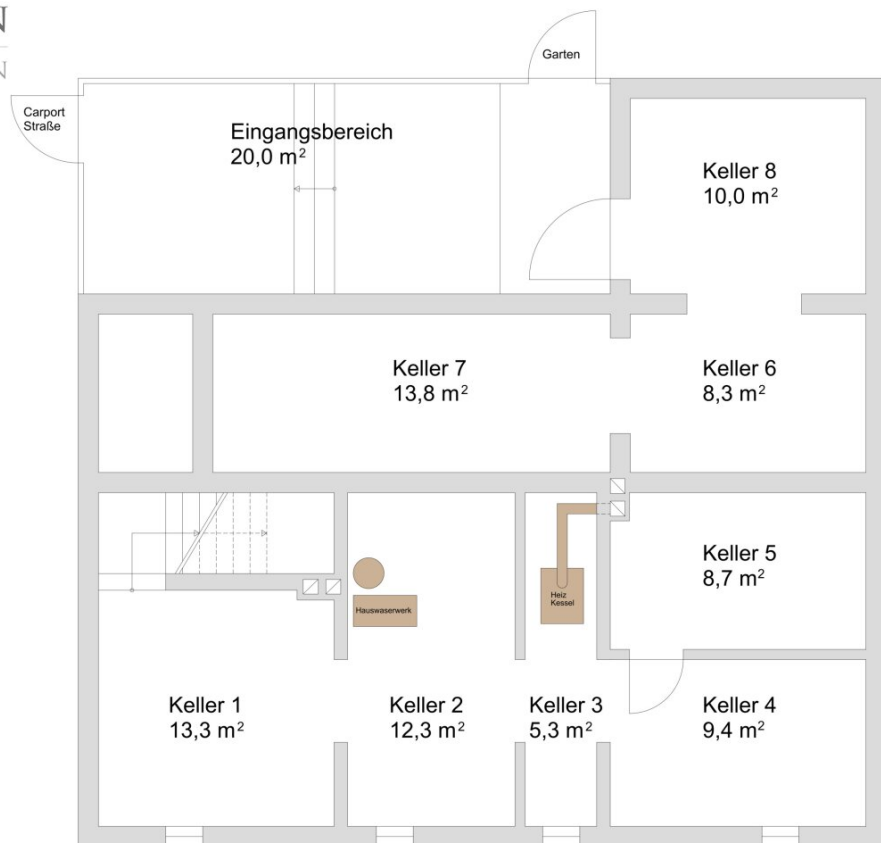 N
N
Garten
Carport
Straße
Eingangsbereich
20,0 m²
Keller 8
10,0 m²
Keller 7
13,8 m²
Keller 6
8,3 m²
Keller 5
8,7 m²
Heiz
Kessel
Hauswaserwerk
Keller 1
13,3 m²
Keller 2
12,3 m²
Keller 3
5,3 m²
Keller 4
9,4 m²